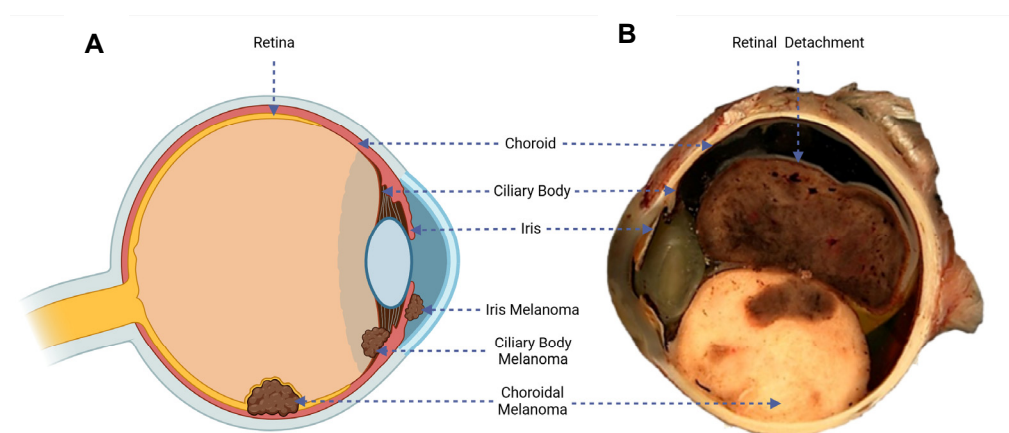 A
B
Retina
Retinal Detachment
Choroid
Ciliary Body
Iris
Iris Melanoma
Ciliary Body
Melanoma
Choroidal
Melanoma